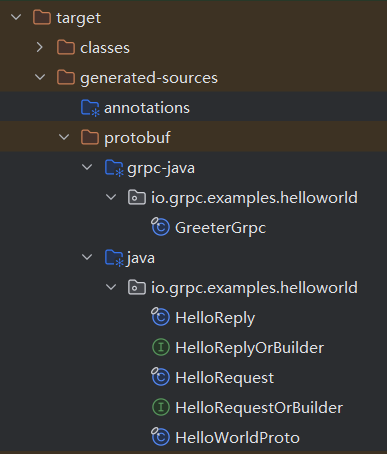 target
classes
generated-sources
annotations
protobuf
grpc-java
io.grpc.examples.helloworld
GreeterGrpc
java
io.grpc.examples.helloworld
HelloReply
HelloReplyOrBuilder
HelloRequest
HelloRequestOrBuilder
HelloWorldProto